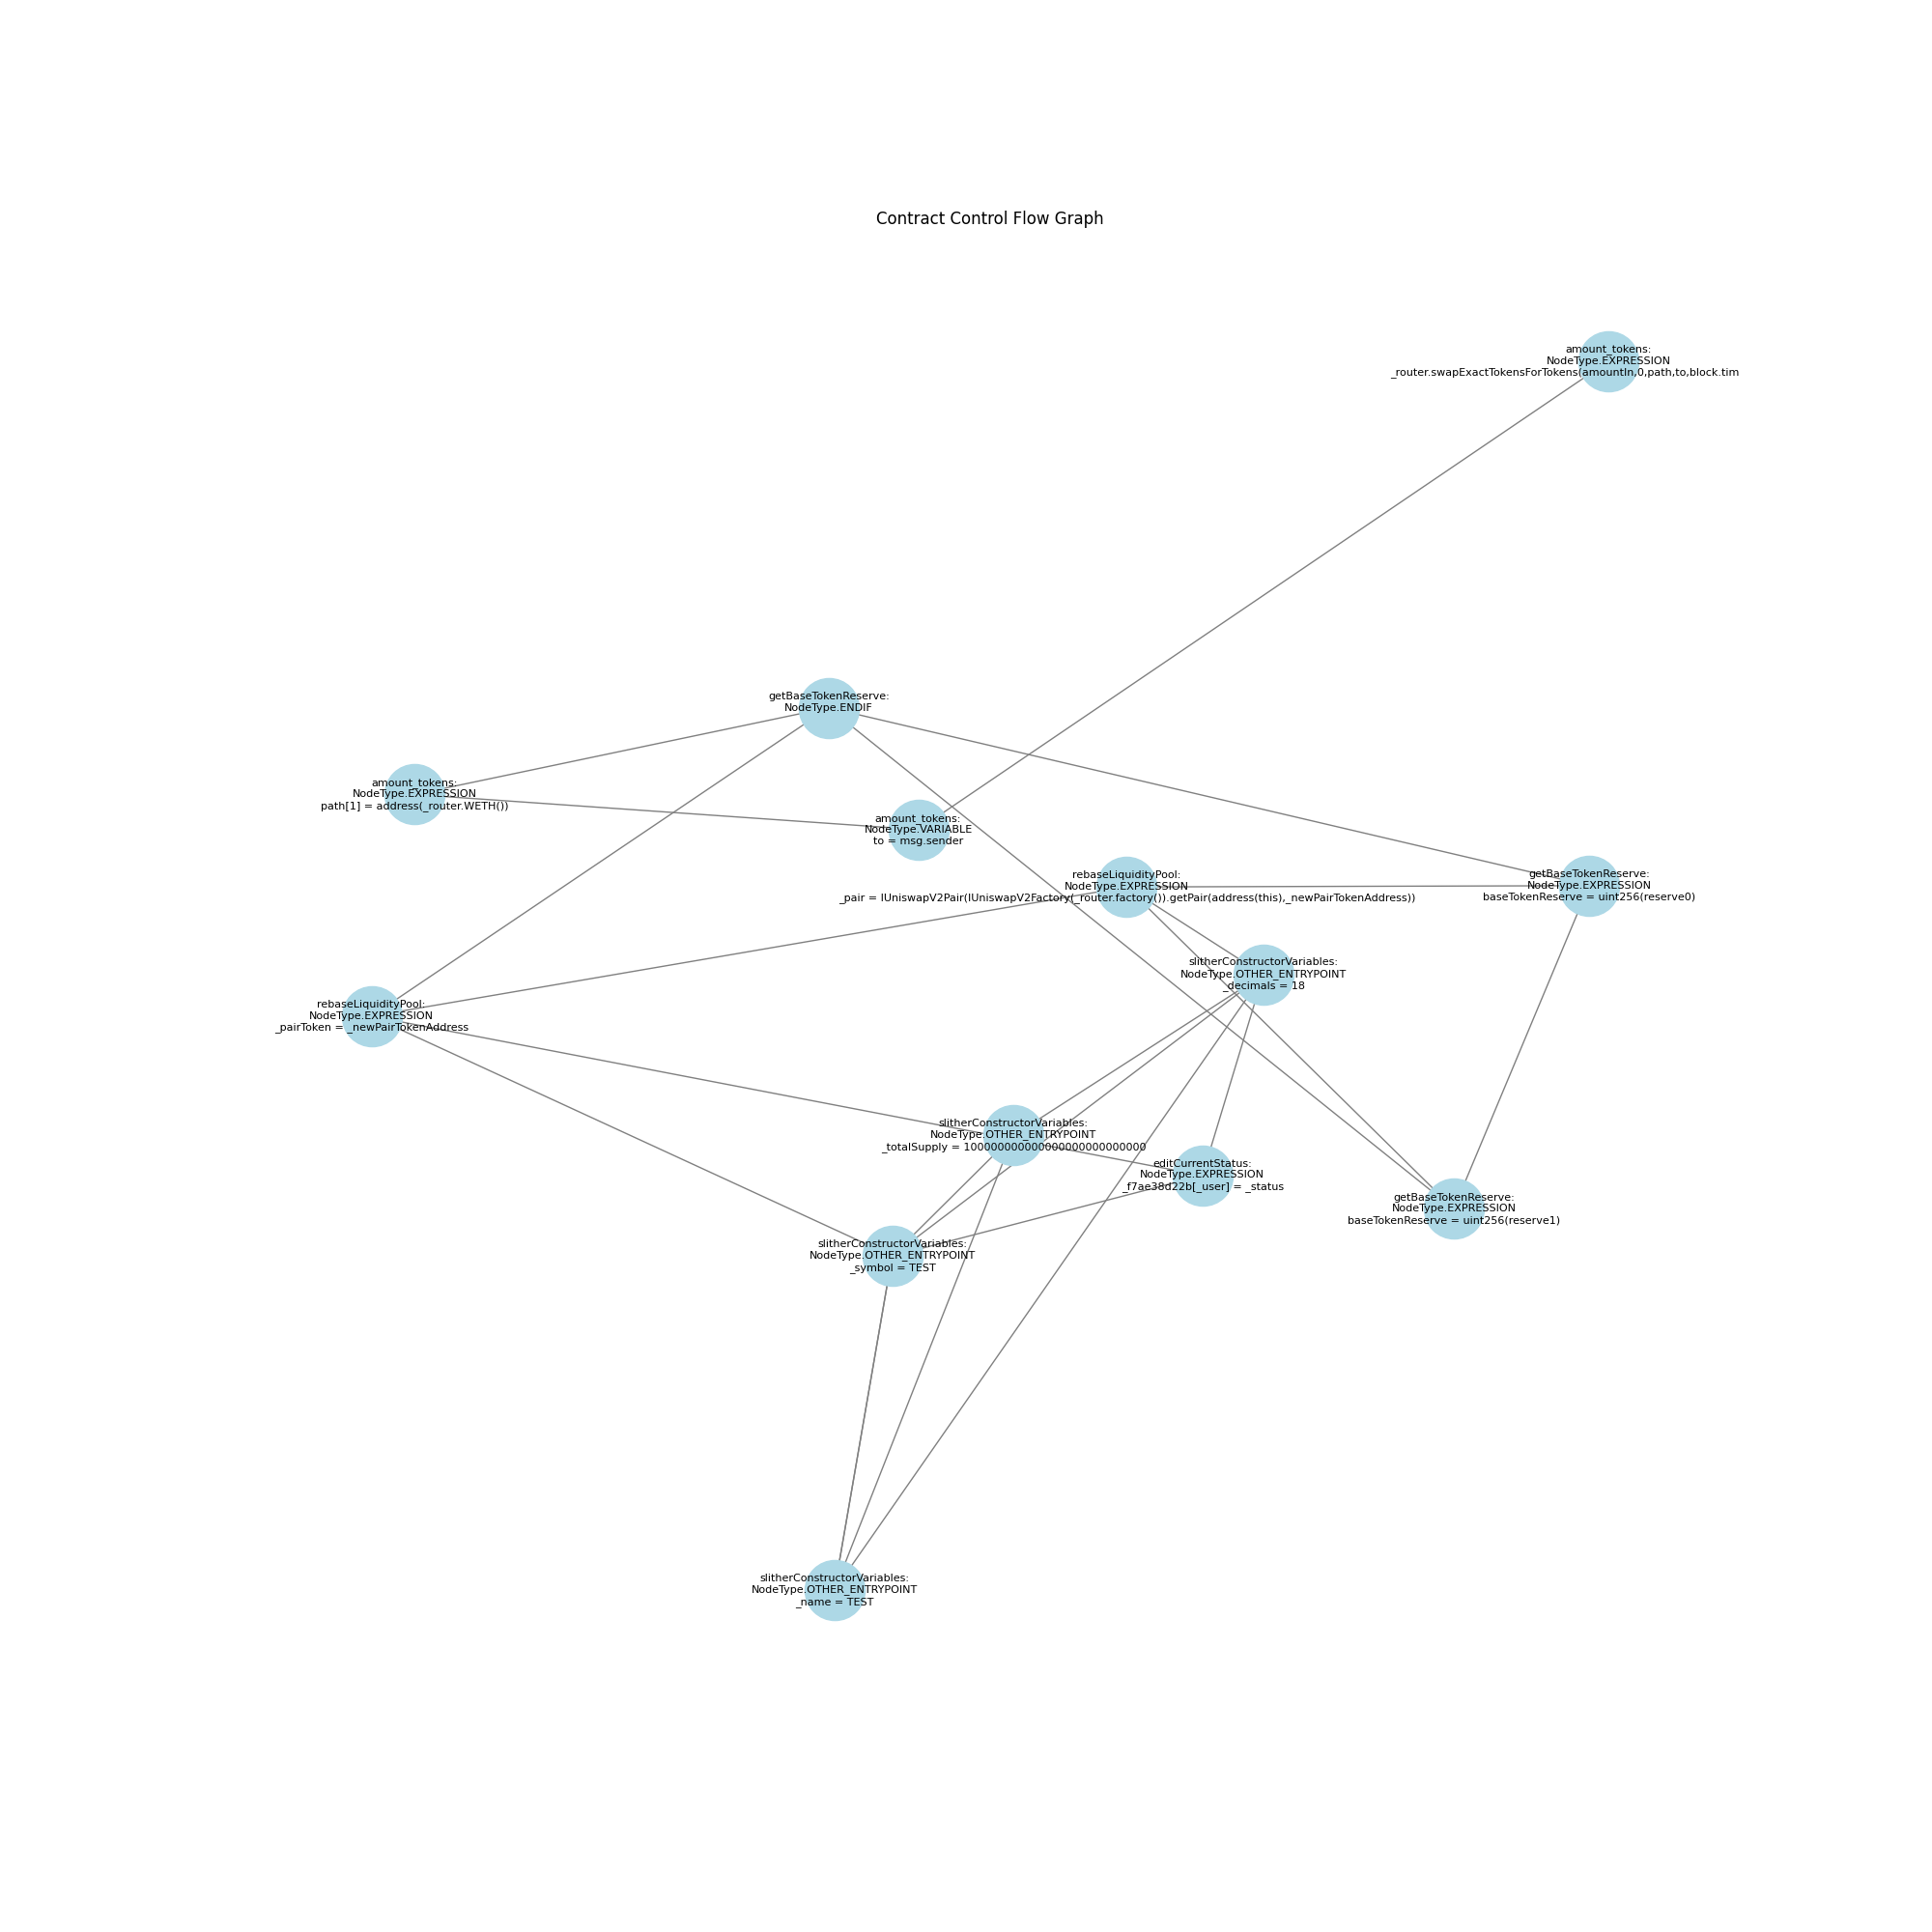 Contract Control Flow Graph
amount_tokens:
NodeType.EXPRESSION
_router.swapExactTokensForTokens(amountIn,0,path,to,block.tim
getBaseTokenReserve:
NodeType.ENDIF
amount_tokens:
NodeType.EXPRESSION
path[1] = address(_router.WETH())
amount_tokens:
NodeType.VARIABLE
to = msg.sender
rebaseLiquidityPool:
NodeType.EXPRESSION
_pair = IUniswapV2Pair(IUniswapV2Factory(_router.factory()).getPair(address(this),_newPairTokenAddress))
getBaseTokenReserve:
NodeType.EXPRESSION
baseTokenReserve = uint256(reserve0)
slitherConstructorVariables:
NodeType.OTHER_ENTRYPOINT
_decimals = 18
rebaseLiquidityPool:
NodeType.EXPRESSION
_pairToken = _newPairTokenAddress
slitherConstructorVariables:
NodeType.OTHER_ENTRYPOINT
editCurrentStatus:
NodeType.EXPRESSION
_f7ae38d22b[_user] = _status
getBaseTokenReserve:
NodeType.EXPRESSION
baseTokenReserve = uint256(reserve1)
slitherConstructorVariables:
NodeType.OTHER_ENTRYPOINT
_symbol = TEST
slitherConstructorVariables:
NodeType.OTHER_ENTRYPOINT
_name = TEST